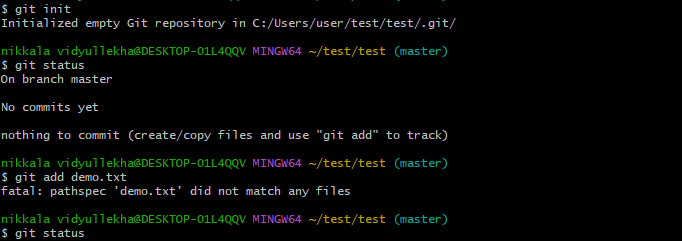 $ git init
Initialized empty Git repository in C:/Users/user/test/test/.git/
nikkala vidyullekha@DESKTOP-O1L4QQV MINGW64 ~/test/test (master)
$ git status
On branch master
No commits yet
nothing to commit (create/copy files and use "git add" to track)
nikkala vidyullekha@DESKTOP-O1L4QQV MINGW64 ~/test/test (master)
$ git add demo.txt
fatal: pathspec 'demo.txt' did not match any files
nikkala vidyullekha@DESKTOP-O1L4QQV MINGW64 ~/test/test (master)
$ git status